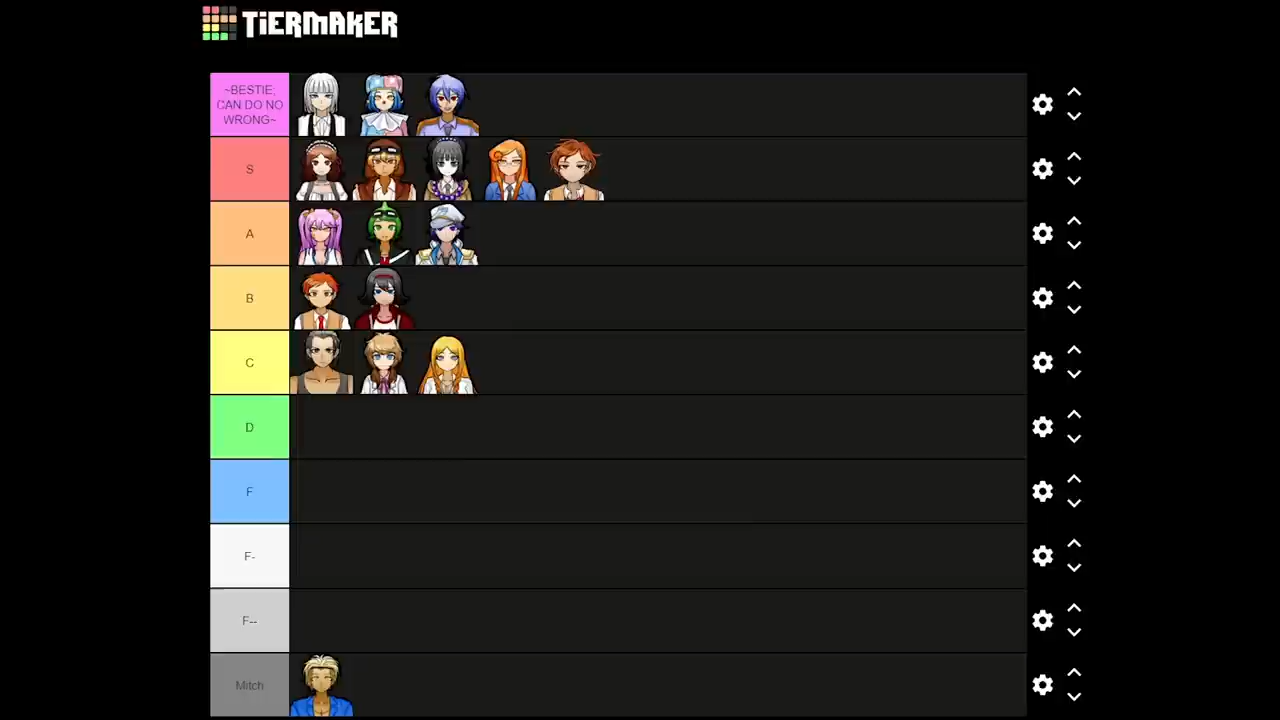 TiERMAKER
~BESTIE;
CAN DO NO
WRONG~
S
A
B
C
D
F
F-
F--
Mitch